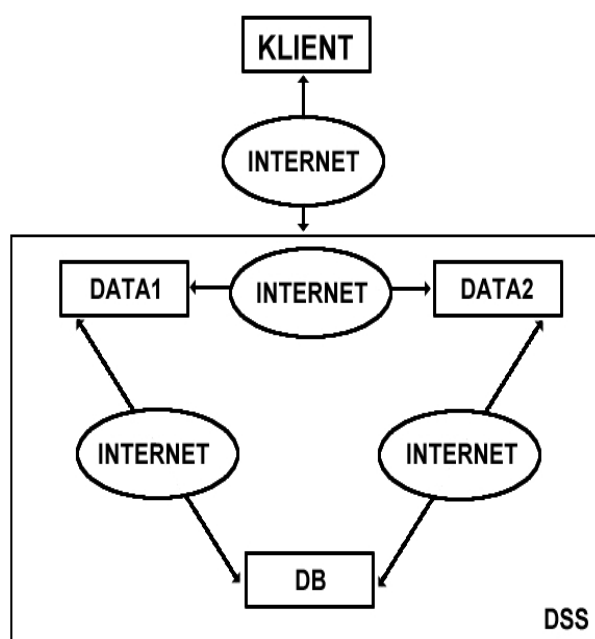 KLIENT
INTERNET
DATA1
INTERNET
DATA2
INTERNET
INTERNET
DB
DSS